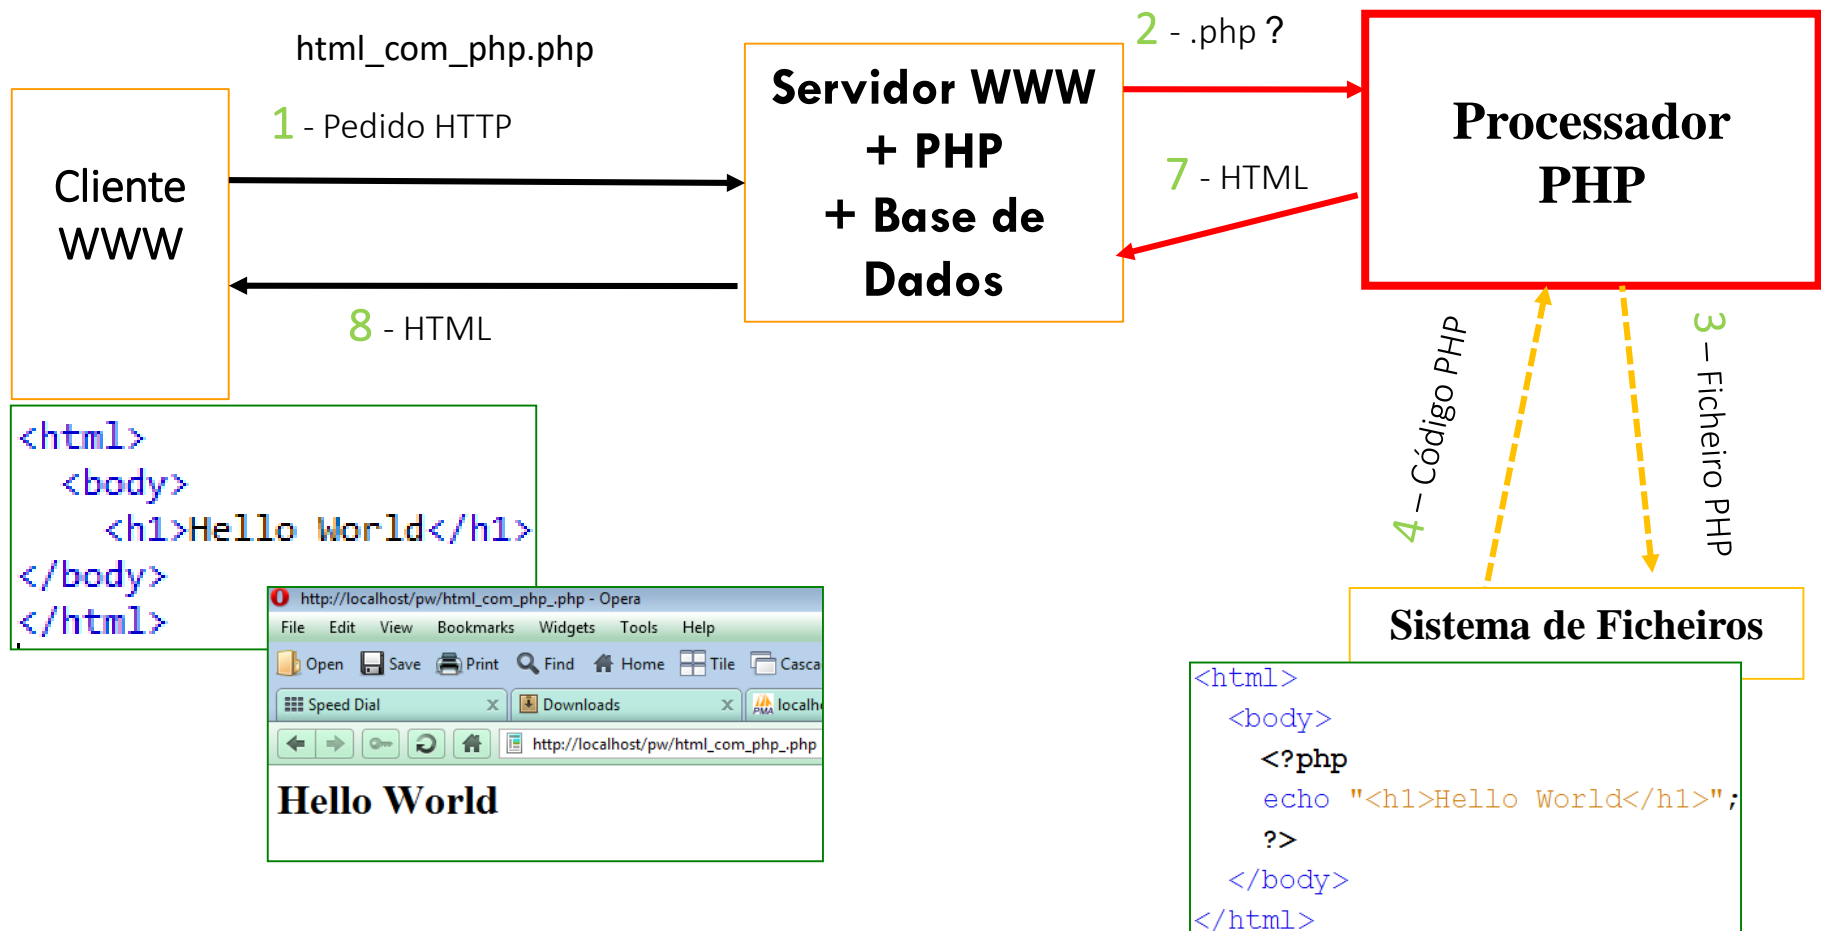 html_com_php.php
1 - Pedido HTTP
Cliente
WWW
8 - HTML
Servidor WWW
+ PHP
+ Base de
Dados
2 - .php ?
7 - HTML
Processador
PHP
4 – Código PHP
3 – Ficheiro PHP
Sistema de Ficheiros
<html>
<body>
<h1>Hello World</h1>
</body>
</html>
http://localhost/pw/html_com_php_.php - Opera
File Edit View Bookmarks Widgets Tools Help
Open Save Print Find Home Tile Casca
Speed Dial x Downloads x PMA localho
http://localhost/pw/html_com_php_.php
Hello World
<html>
<body>
<?php
echo "<h1>Hello World</h1>";
?>
</body>
</html>